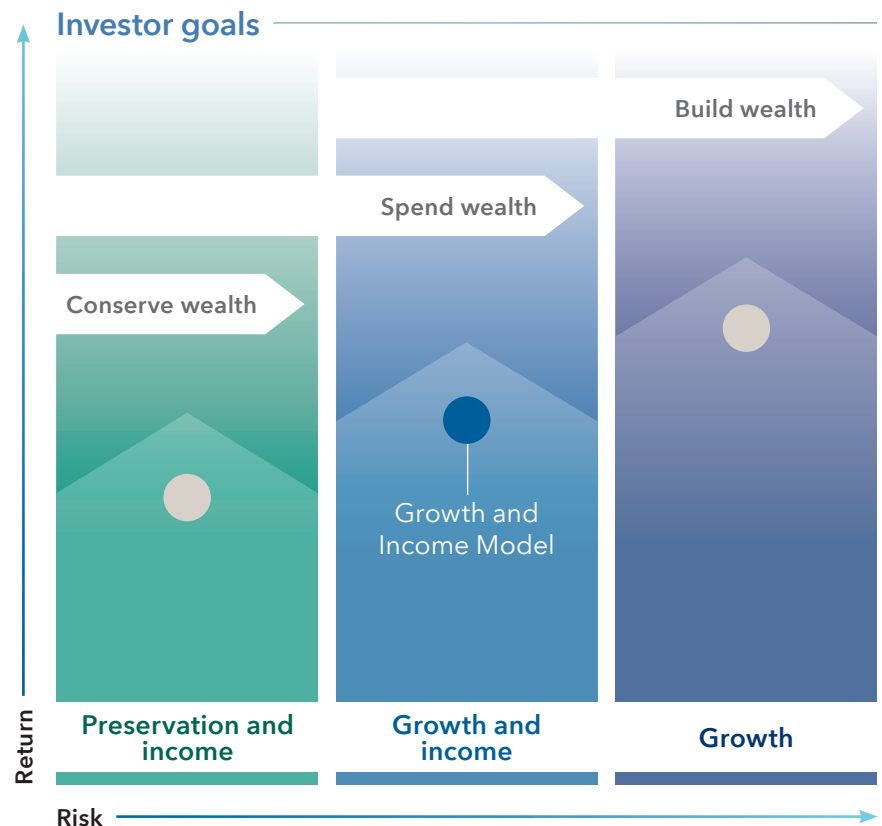 Investor goals
Build wealth
Spend wealth
Conserve wealth
Growth and
Income Model
Return
Preservation and
income
Growth and
income
Growth
Risk